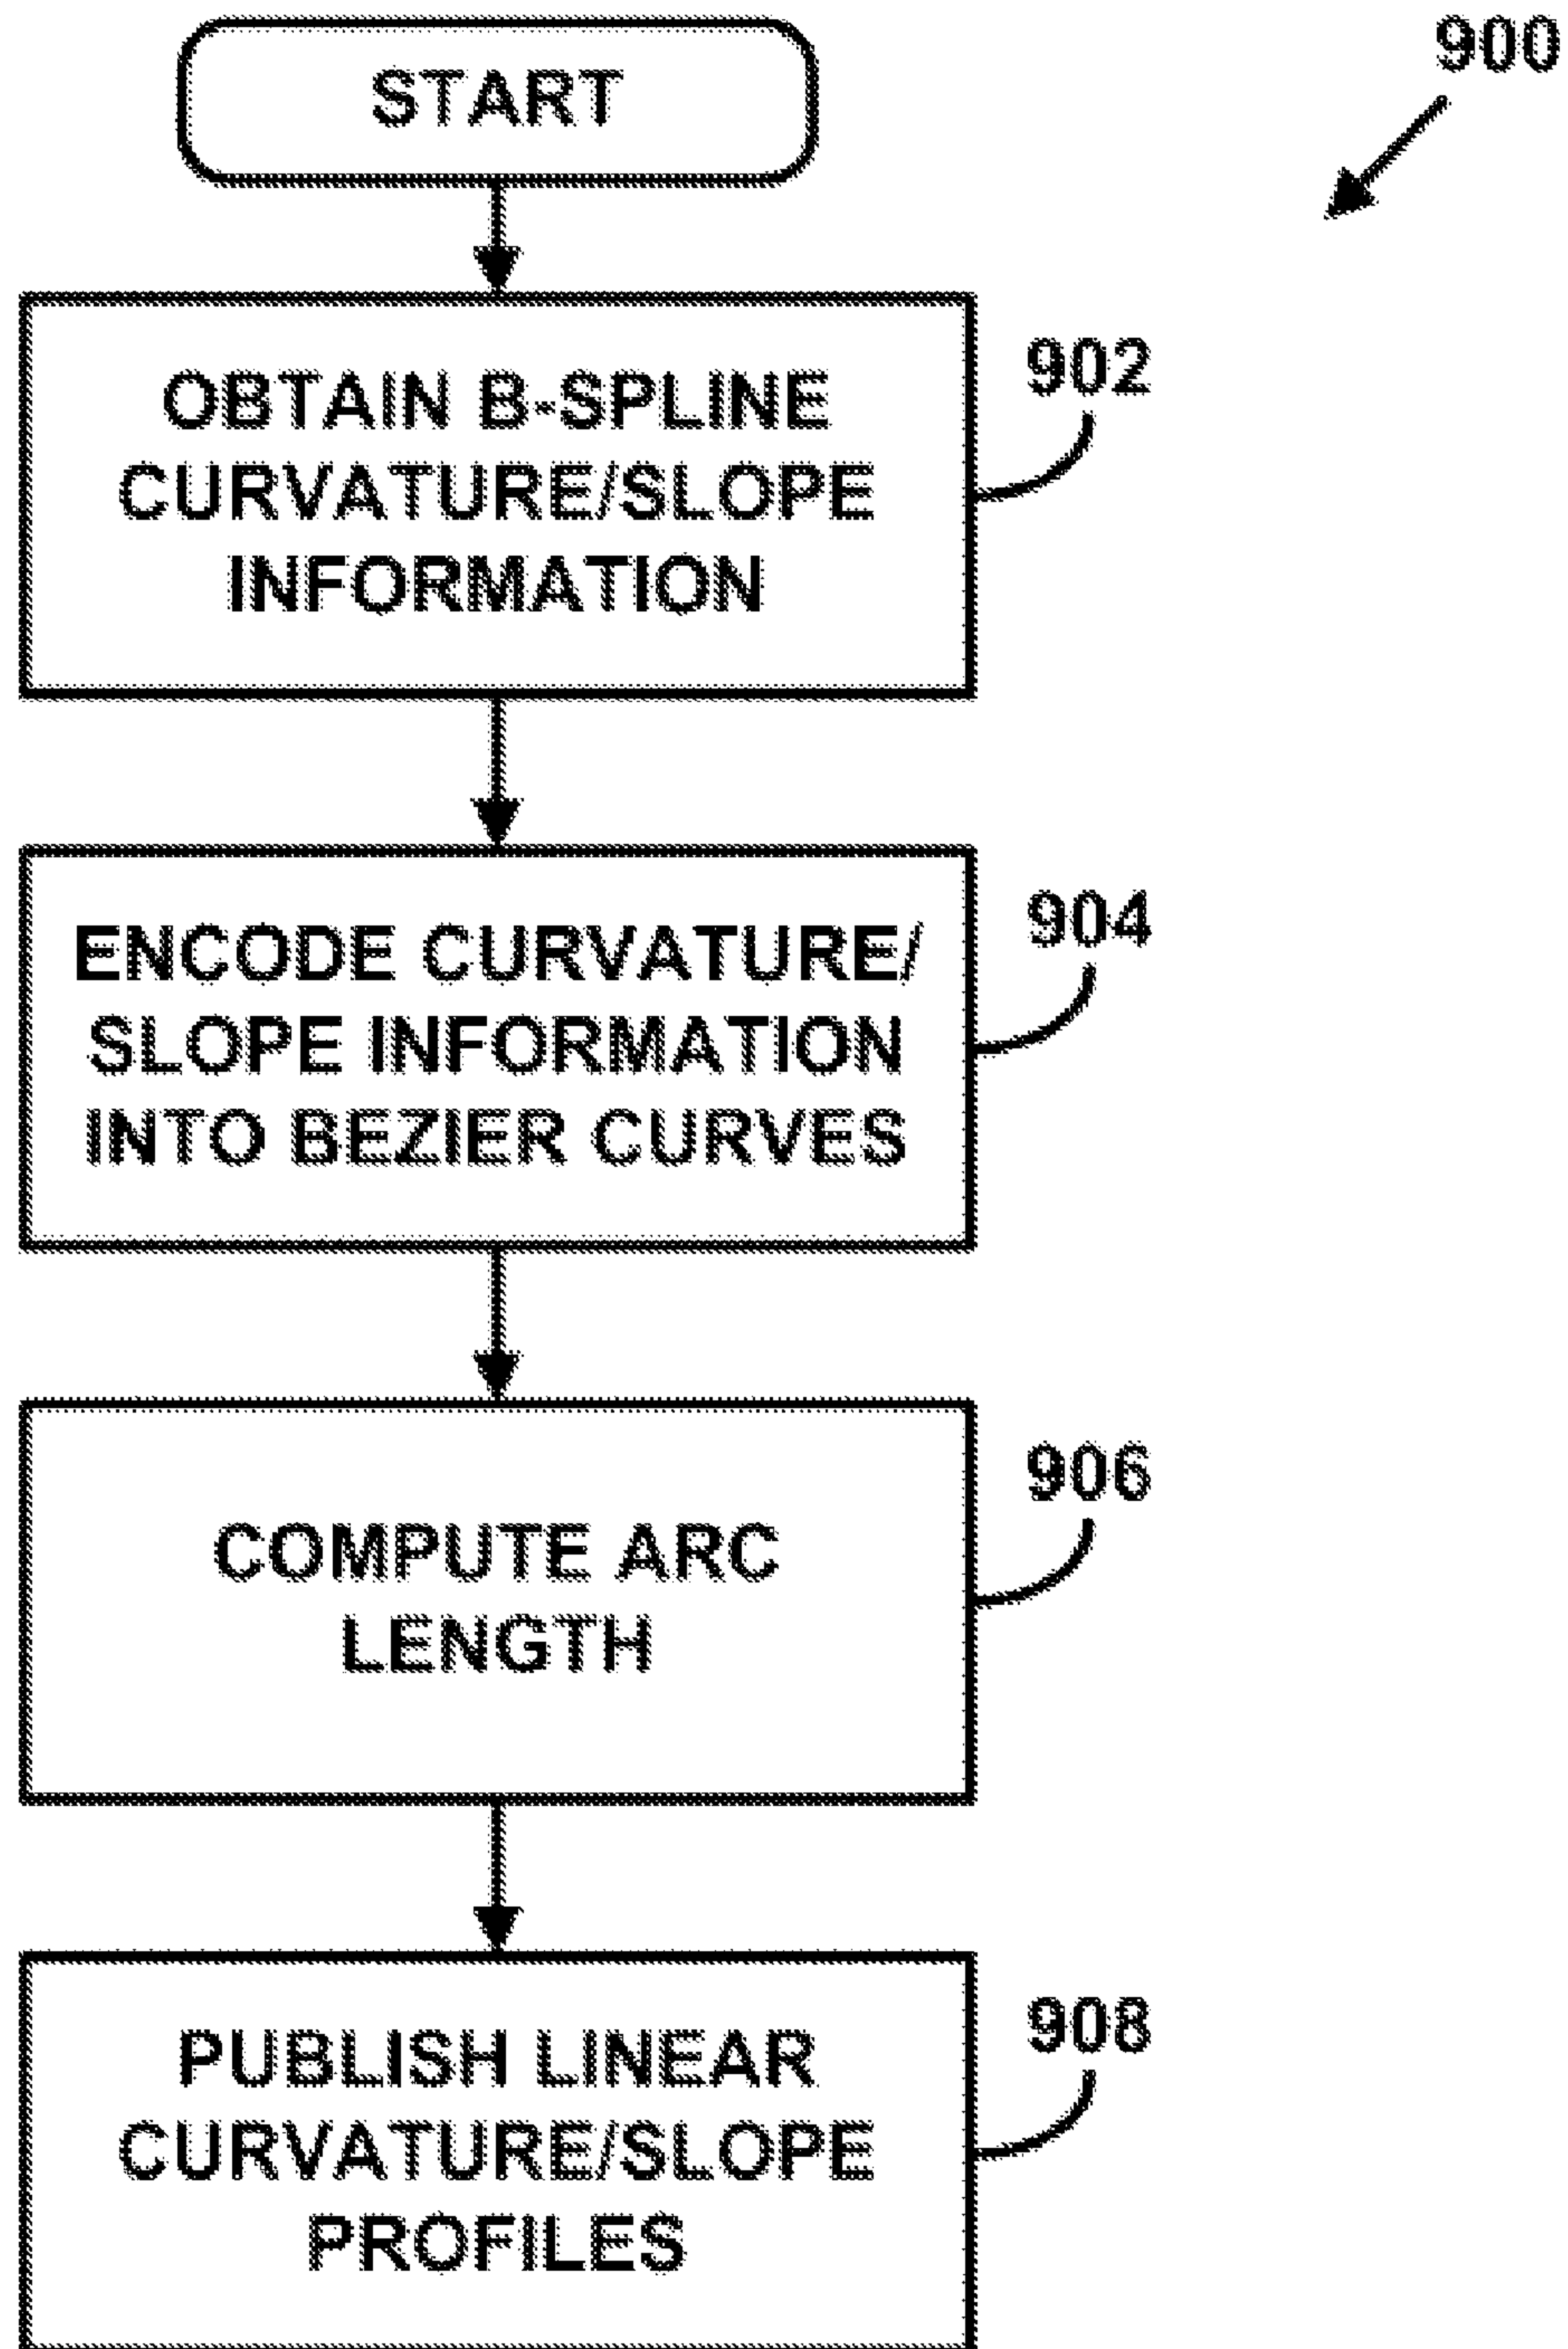 START
900
OBTAIN B-SPLINE
CURVATURE/SLOPE
INFORMATION
902
ENCODE CURVATURE/
SLOPE INFORMATION
INTO BEZIER CURVES
904
COMPUTE ARC
LENGTH
906
PUBLISH LINEAR
CURVATURE/SLOPE
PROFILES
908